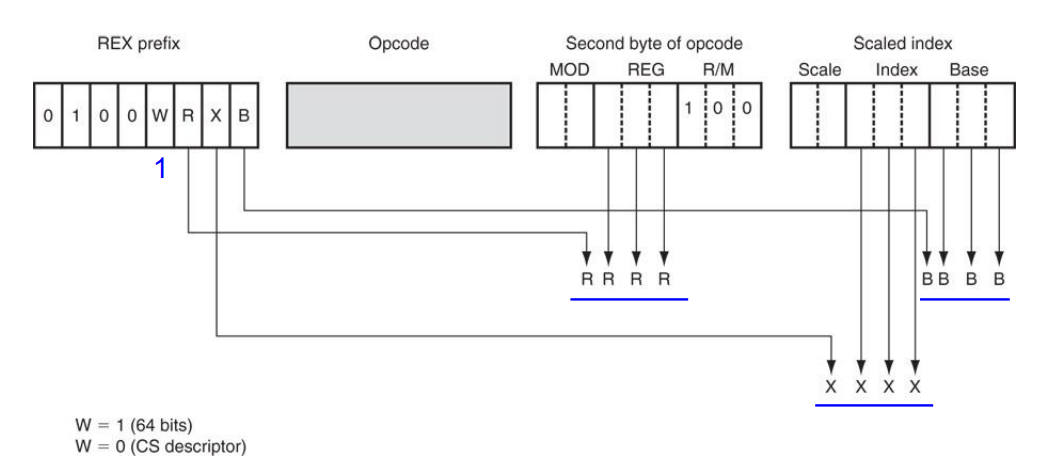 REX prefix Opcode Second byte of opcode Scaled index
MOD REG R/M Scale Index Base
0 1 0 0 W R X B 1 0 0
1
R R R R B B B B
X X X X
W = 1 (64 bits)
W = 0 (CS descriptor)